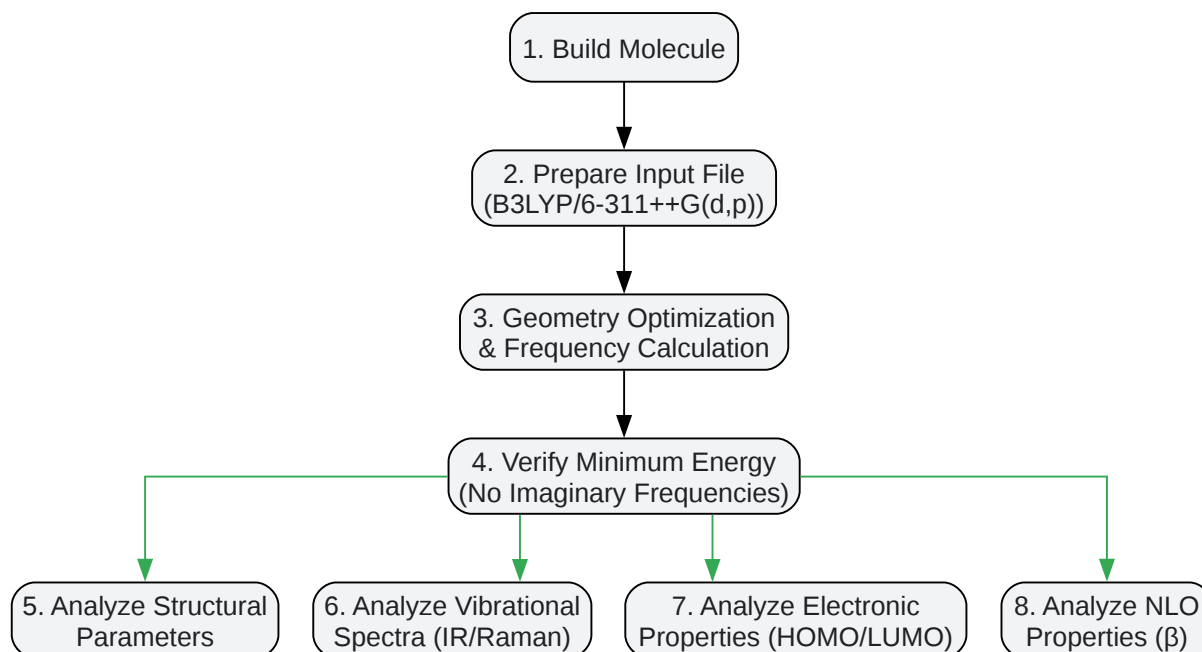 1. Build Molecule
2. Prepare Input File
(B3LYP/6-311++G(d,p))
3. Geometry Optimization
& Frequency Calculation
4. Verify Minimum Energy
(No Imaginary Frequencies)
5. Analyze Structural
Parameters
6. Analyze Vibrational
Spectra (IR/Raman)
7. Analyze Electronic
Properties (HOMO/LUMO)
8. Analyze NLO
Properties (β)